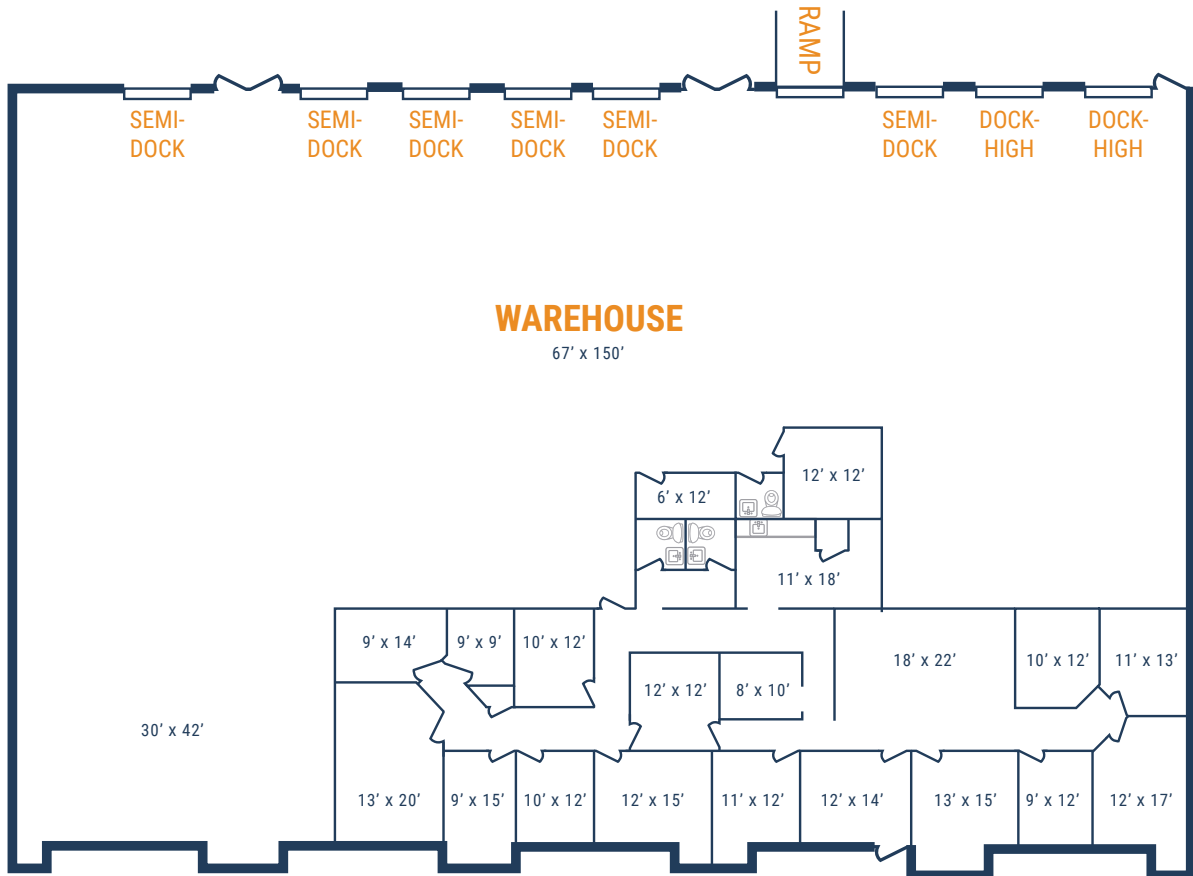 RAMP
SEMI-
DOCK
SEMI-
DOCK
SEMI-
DOCK
SEMI-
DOCK
SEMI-
DOCK
SEMI-
DOCK
DOCK-
HIGH
DOCK-
HIGH
WAREHOUSE
67’ x 150’
12’ x 12’
6’ x 12’
11’ x 18’
9’ x 14’
9’ x 9’
10’ x 12’
18’ x 22’
10’ x 12’
11’ x 13’
12’ x 12’
8’ x 10’
30’ x 42’
13’ x 20’
9’ x 15’
10’ x 12’
12’ x 15’
11’ x 12’
12’ x 14’
13’ x 15’
9’ x 12’
12’ x 17’